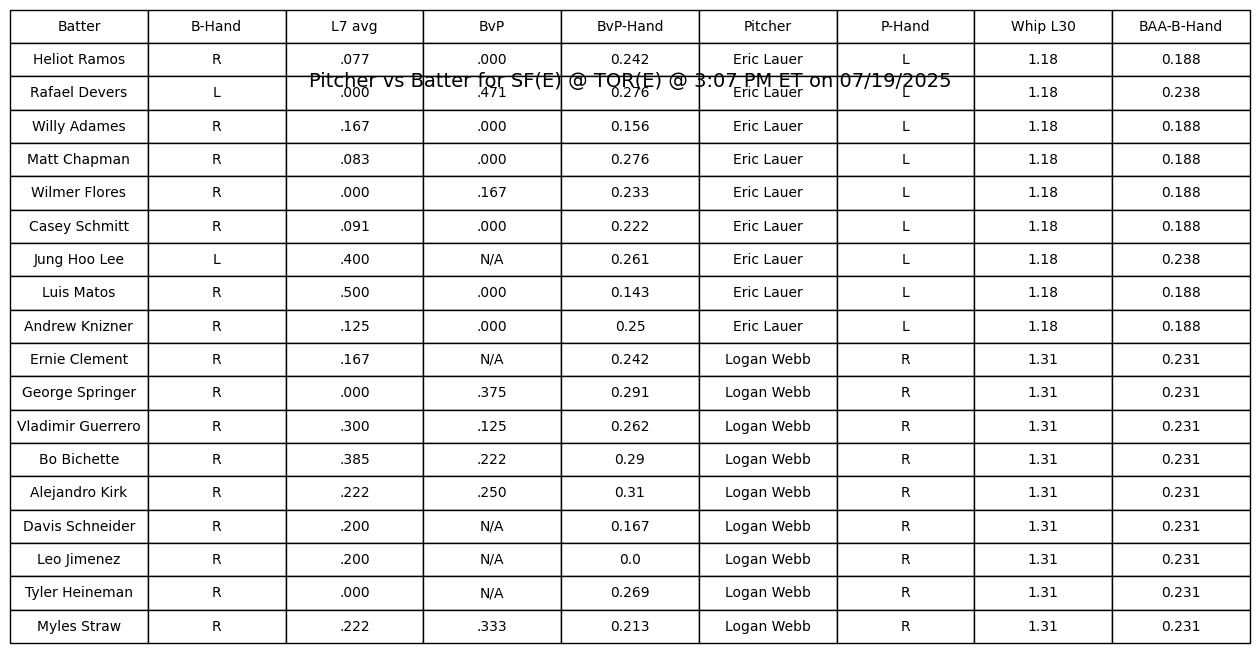 Batter B-Hand L7 avg BvP BvP-Hand Pitcher P-Hand Whip L30 BAA-B-Hand
Heliot Ramos R .077 .000 0.242 Eric Lauer L 1.18 0.188
Pitcher vs Batter for SF(E) @ TOR(E) @ 3:07 PM ET on 07/19/2025
Rafael Devers L .000 .471 0.276 Eric Lauer L 1.18 0.238
Willy Adames R .167 .000 0.156 Eric Lauer L 1.18 0.188
Matt Chapman R .083 .000 0.276 Eric Lauer L 1.18 0.188
Wilmer Flores R .000 .167 0.233 Eric Lauer L 1.18 0.188
Casey Schmitt R .091 .000 0.222 Eric Lauer L 1.18 0.188
Jung Hoo Lee L .400 N/A 0.261 Eric Lauer L 1.18 0.238
Luis Matos R .500 .000 0.143 Eric Lauer L 1.18 0.188
Andrew Knizner R .125 .000 0.25 Eric Lauer L 1.18 0.188
Ernie Clement R .167 N/A 0.242 Logan Webb R 1.31 0.231
George Springer R .000 .375 0.291 Logan Webb R 1.31 0.231
Vladimir Guerrero R .300 .125 0.262 Logan Webb R 1.31 0.231
Bo Bichette R .385 .222 0.29 Logan Webb R 1.31 0.231
Alejandro Kirk R .222 .250 0.31 Logan Webb R 1.31 0.231
Davis Schneider R .200 N/A 0.167 Logan Webb R 1.31 0.231
Leo Jimenez R .200 N/A 0.0 Logan Webb R 1.31 0.231
Tyler Heineman R .000 N/A 0.269 Logan Webb R 1.31 0.231
Myles Straw R .222 .333 0.213 Logan Webb R 1.31 0.231